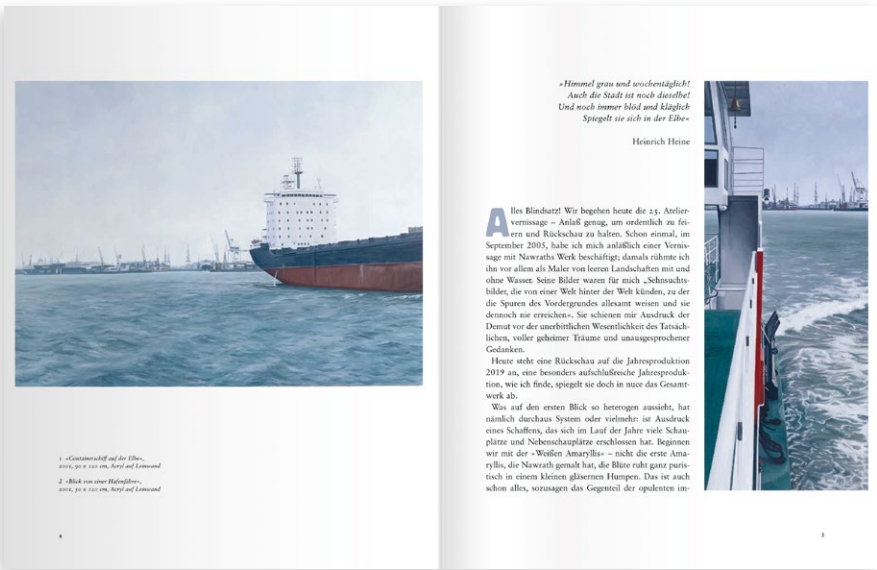 1 »Containerschiff auf der Elbe«,
cm, Acryl auf Leinwand
2 »Blick von einer Hafenfähre«,
cm, Acryl auf Leinwand
4
»Himmel grau und wochentäglich!
Auch die Stadt ist noch dieselbe!
Und noch immer blöd und kläglich
Spiegelt sie sich in der Elbe«
Heinrich Heine
Alles Blindsatz! Wir begehen heute die 25. Atelier-
vernissage – Anlaß genug, um ordentlich zu fei-
ern und Rückschau zu halten. Schon einmal, im
September 2005, habe ich mich anläßlich einer Vernis-
sage mit Nawraths Werk beschäftigt; damals rühmte ich
ihn vor allem als Maler von leeren Landschaften mit und
ohne Wasser. Seine Bilder waren für mich „Sehnsuchts-
bilder, die von einer Welt hinter der Welt künden, zu der
die Spuren des Vordergrundes allesamt weisen und sie
dennoch nie erreichen«. Sie schienen mir Ausdruck der
Demut vor der unerbittlichen Wesentlichkeit des Tatsäch-
lichen, voller geheimer Träume und unausgesprochener
Gedanken.
Heute steht eine Rückschau auf die Jahresproduktion
2019 an, eine besonders aufschlußreiche Jahresproduk-
tion, wie ich finde, spiegelt sie doch in nuce das Gesamt-
werk ab.
Was auf den ersten Blick so heterogen aussieht, hat
nämlich durchaus System oder vielmehr: ist Ausdruck
eines Schaffens, das sich im Lauf der Jahre viele Schau-
plätze und Nebenschauplätze erschlossen hat. Beginnen
wir mit der »Weißen Amaryllis« – nicht die erste Ama-
ryllis, die Nawrath gemalt hat, die Blüte ruht ganz puris-
tisch in einem kleinen gläsernen Humpen. Das ist auch
schon alles, sozusagen das Gegenteil der opulenten im-
5